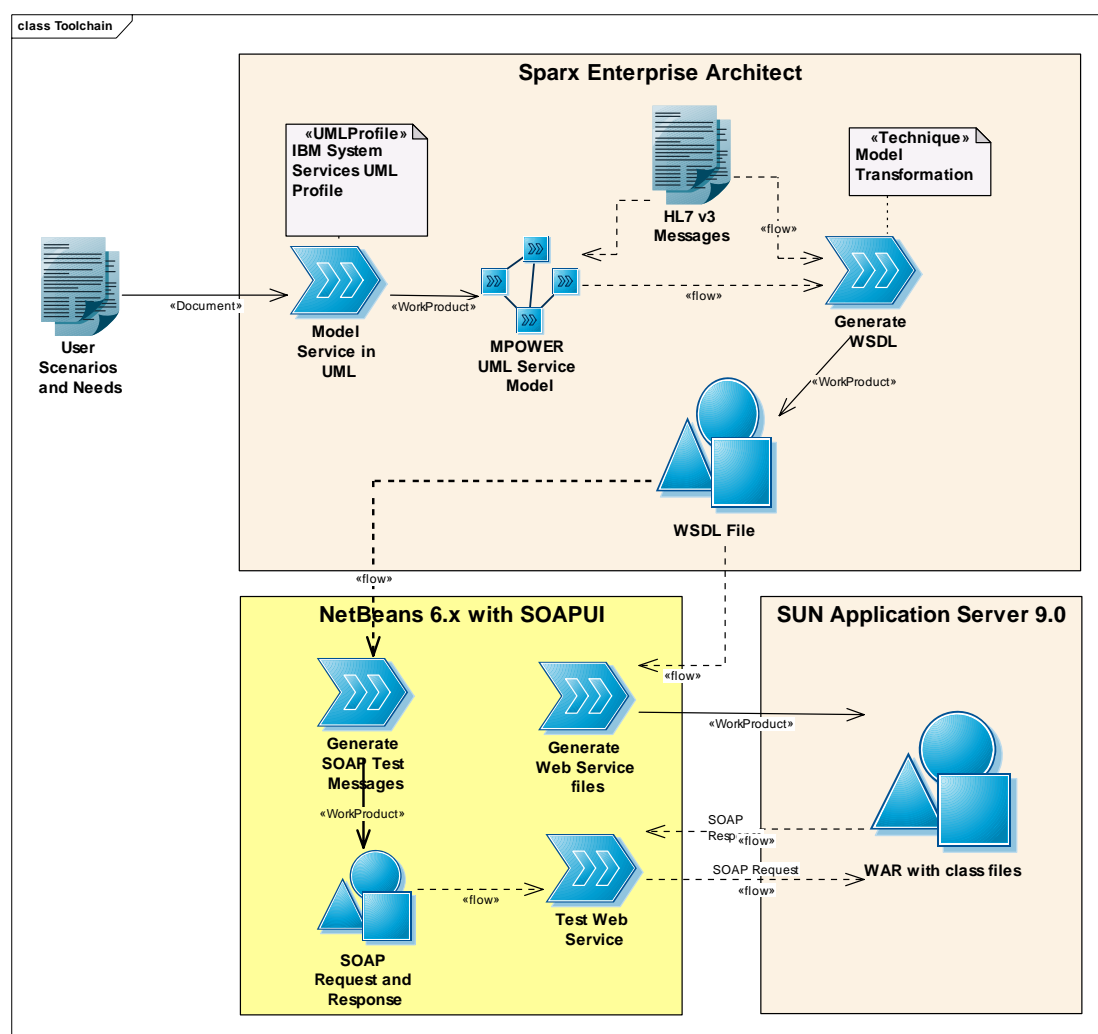 class Toolchain
Sparx Enterprise Architect
«UMLProfile»
IBM System
Services UML
Profile
«Technique»
Model
Transformation
HL7 v3
Messages
«flow»
«Document»
«WorkProduct»
«flow»
User
Scenarios
and Needs
Model
Service in
UML
MPOWER
UML Service
Model
Generate
WSDL
«WorkProduct»
WSDL File
«flow»
NetBeans 6.x with SOAPUI
SUN Application Server 9.0
«flow»
Generate
SOAP Test
Messages
Generate
Web Service
files
«WorkProduct»
«WorkProduct»
SOAP
«flow»
SOAP Request
«flow»
WAR with class files
«flow»
Test Web
Service
SOAP
Request and
Response